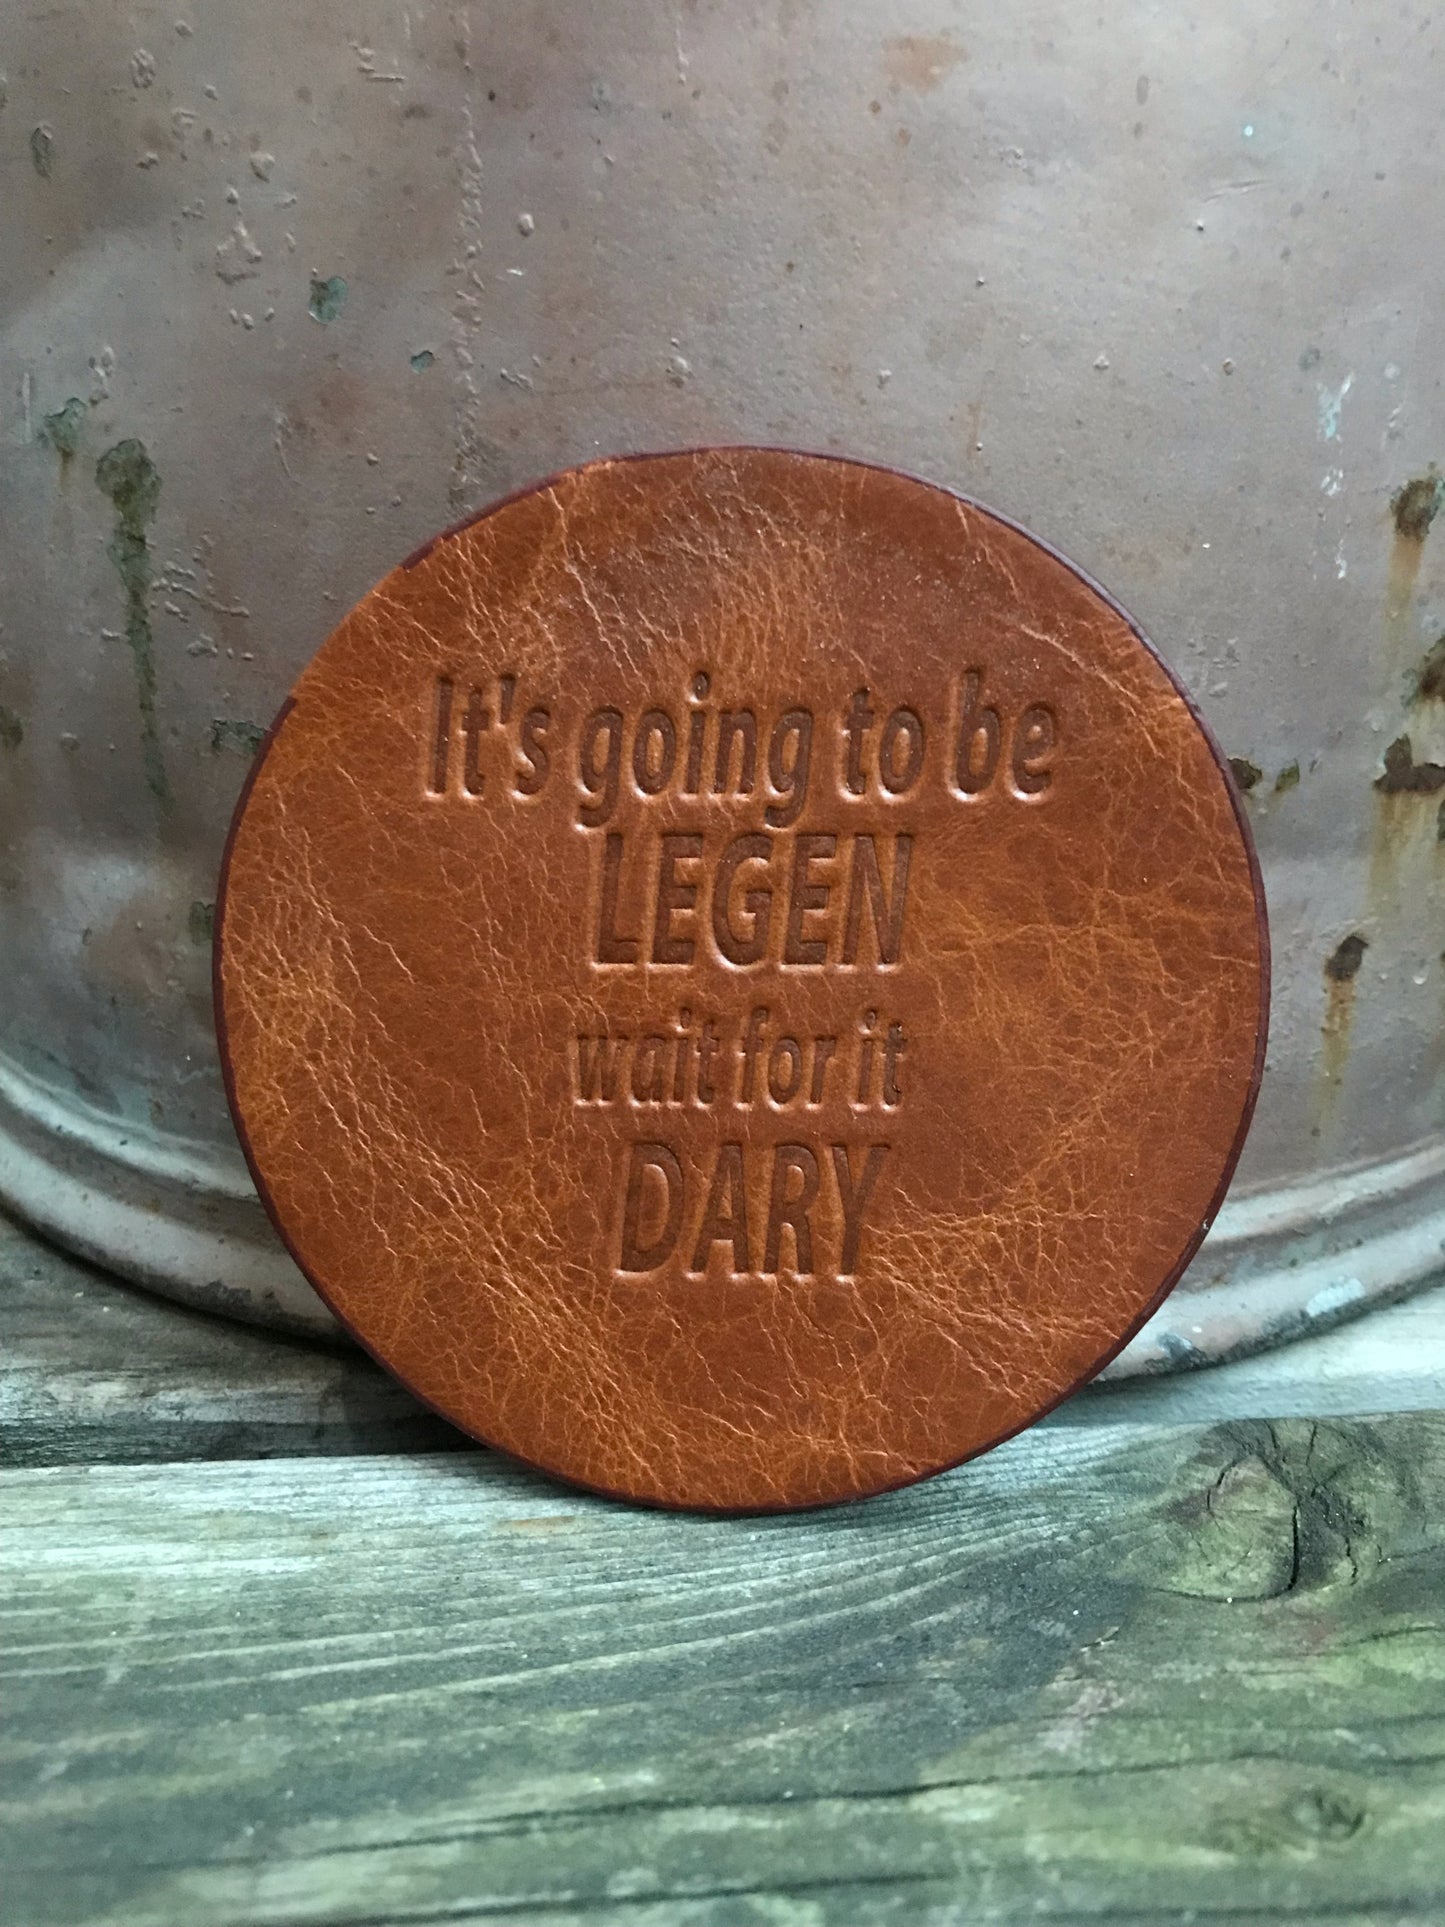 It's going to be
LEGEN
wait for it
DARY